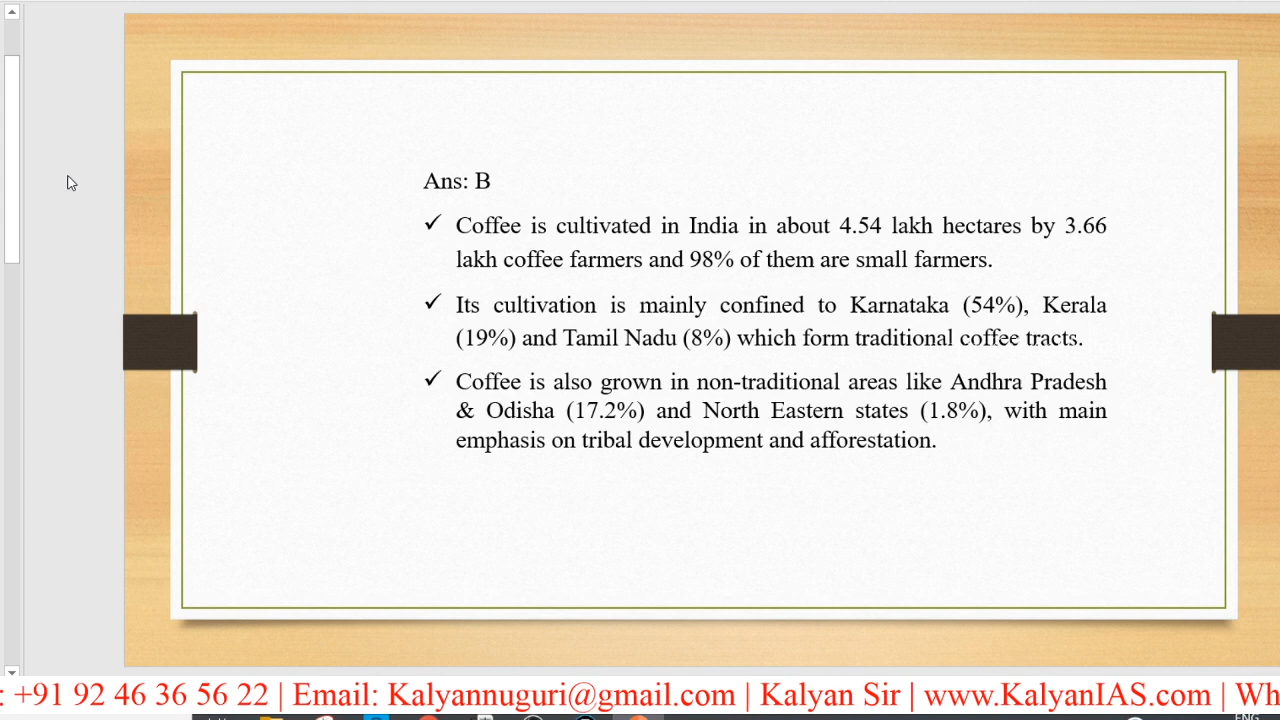 Ans: B
✓ Coffee is cultivated in India in about 4.54 lakh hectares by 3.66
lakh coffee farmers and 98% of them are small farmers.
✓ Its cultivation is mainly confined to Karnataka (54%), Kerala
(19%) and Tamil Nadu (8%) which form traditional coffee tracts.
✓ Coffee is also grown in non-traditional areas like Andhra Pradesh
& Odisha (17.2%) and North Eastern states (1.8%), with main
emphasis on tribal development and afforestation.
: +91 92 46 36 56 22 | Email: Kalyannuguri@gmail.com | Kalyan Sir | www.KalyanIAS.com | Wh
ENG